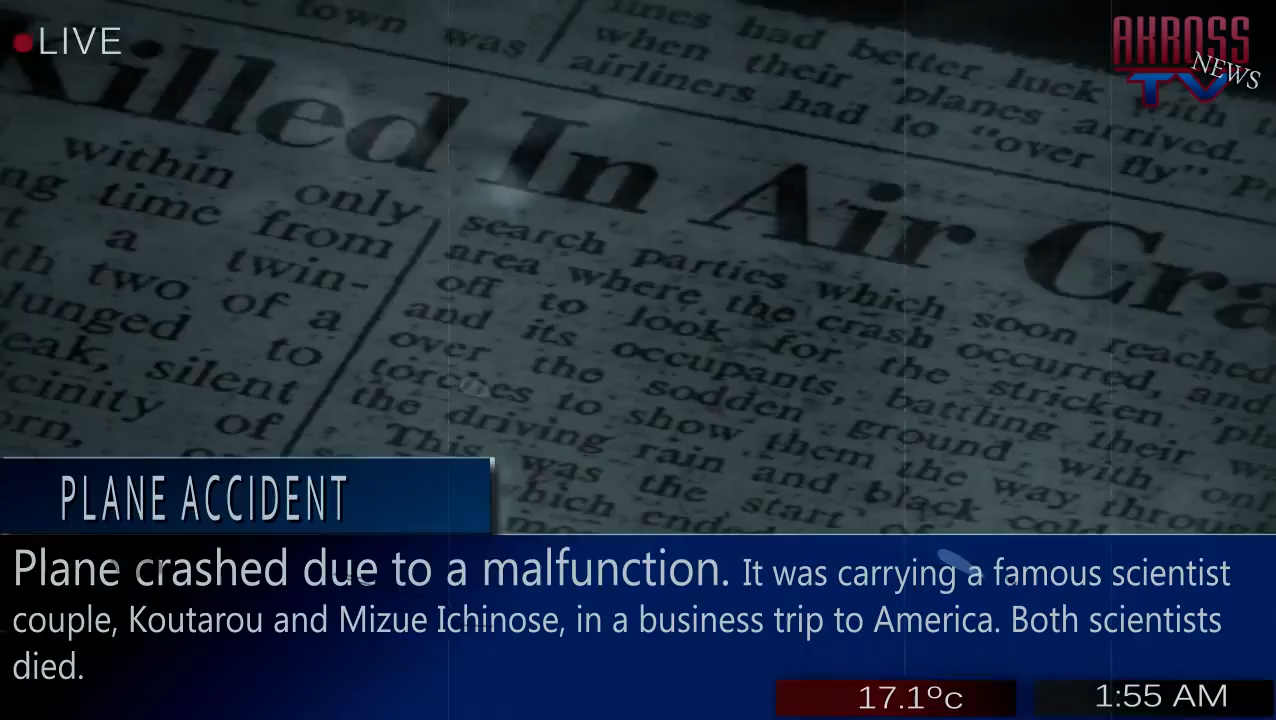 LIVE
AKROSS
TV NEWS
town was
lines had better luck with
when their planes arrived.
airliners had to "over fly"
Killed In Air
within only
time from
a twin-
two of a
to
silent
of
search parties which soon reached
area where the crash occurred, and
off to look for the stricken
and its occupants, battling their
over the sodden ground with
torches to show them the way
the driving rain and black cold
This was the start of
PLANE ACCIDENT
Plane crashed due to a malfunction. It was carrying a famous scientist
couple, Koutarou and Mizue Ichinose, in a business trip to America. Both scientists
died.
17.1ºc
1:55 AM